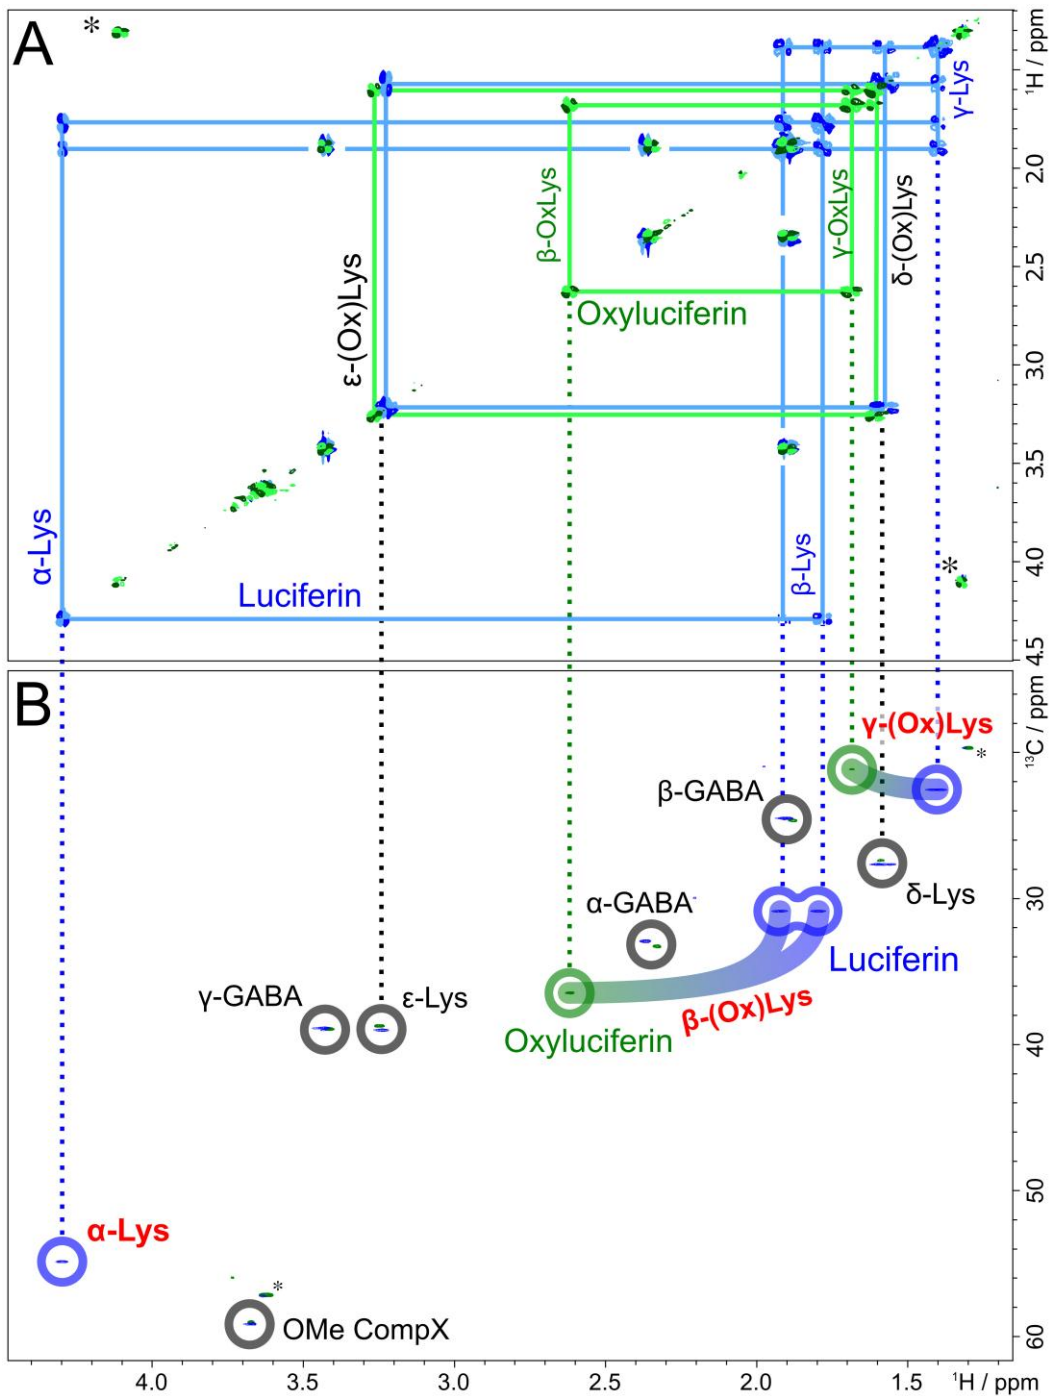 A
*
¹H / ppm
γ-Lys
2.0
β-OxLys
γ-OxLys
δ-(Ox)Lys
2.5
Oxyluciferin
ε-(Ox)Lys
3.0
3.5
α-Lys
β-Lys
*
4.0
Luciferin
4.5
B
¹³C / ppm
γ-(Ox)Lys
*
β-GABA
δ-Lys
30
α-GABA
Luciferin
γ-GABA
ε-Lys
β-(Ox)Lys
Oxyluciferin
40
50
α-Lys
*
OMe CompX
60
4.0 3.5 3.0 2.5 2.0 1.5 ¹H / ppm